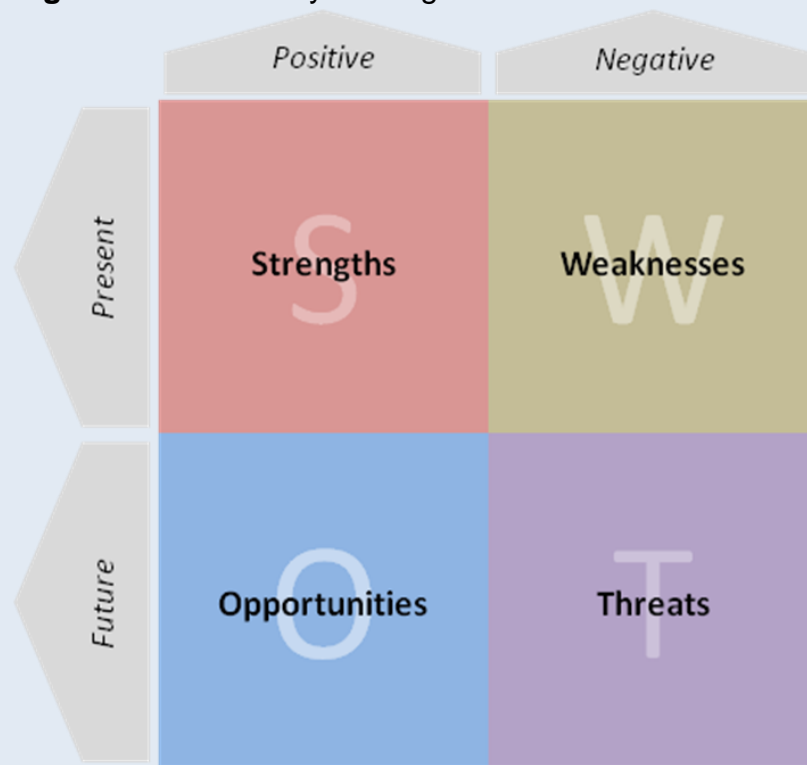 Positive
Negative
Present
S
Strengths
W
Weaknesses
Future
O
Opportunities
T
Threats